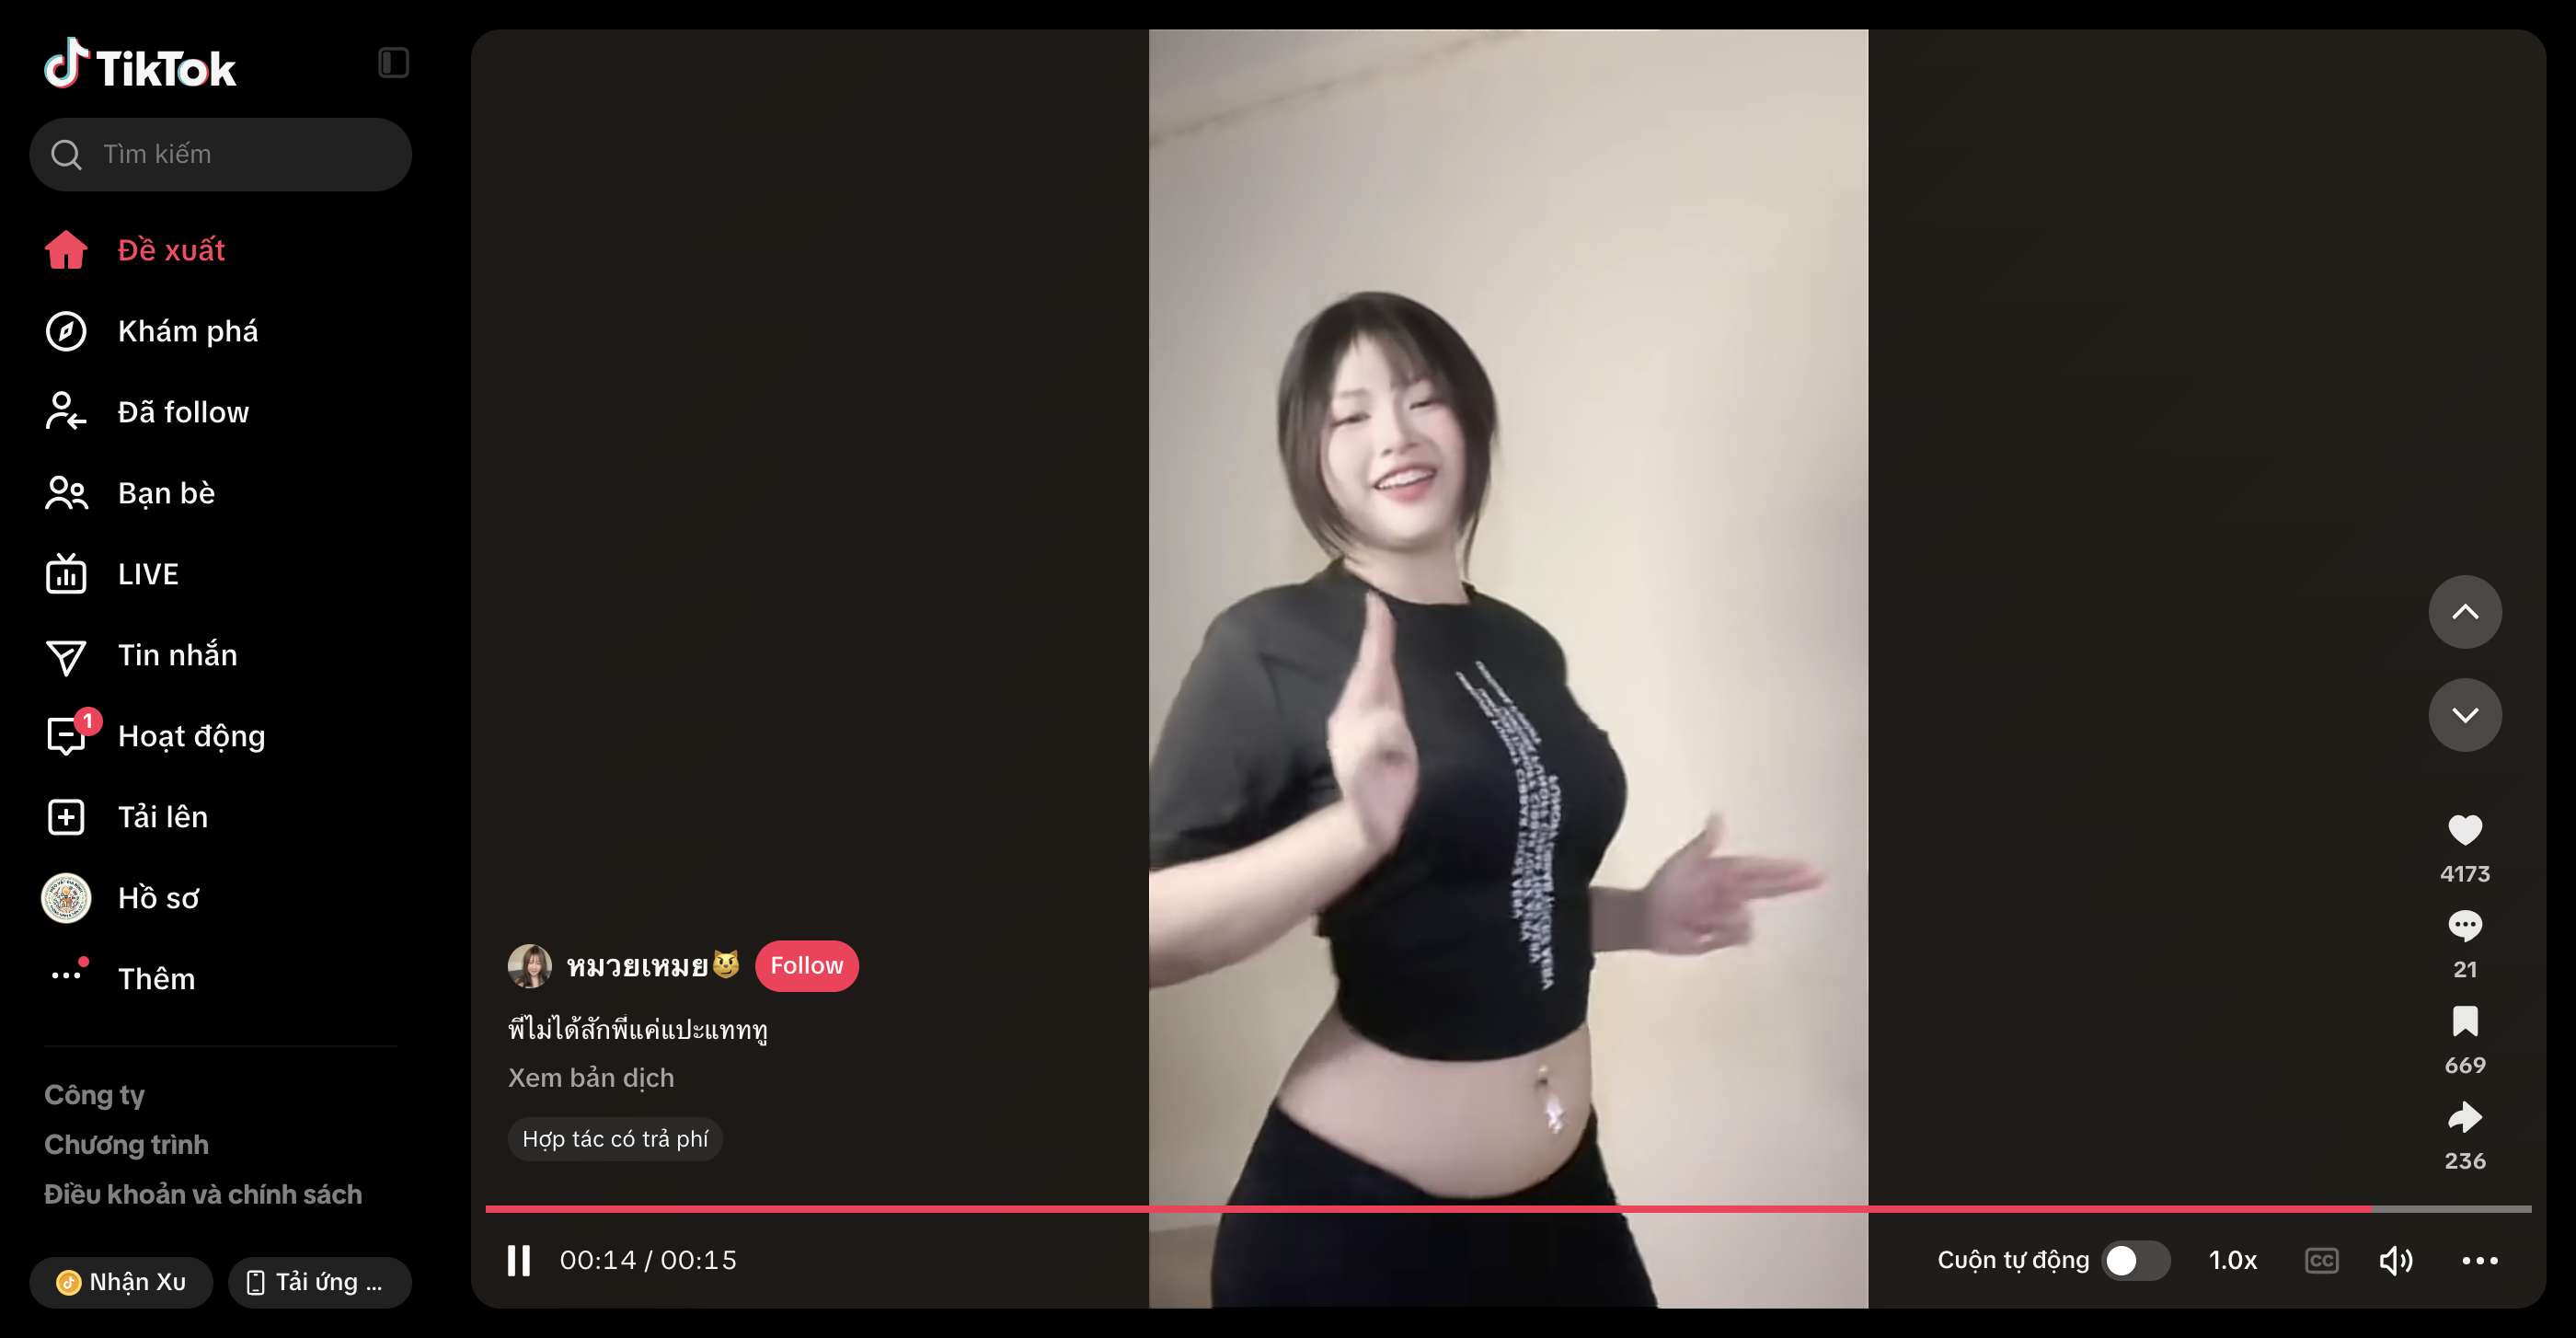 TikTok
Tìm kiếm
Đề xuất
Khám phá
Đã follow
Bạn bè
LIVE
Tin nhắn
1
Hoạt động
Tải lên
Hồ sơ
Thêm
Công ty
Chương trình
Điều khoản và chính sách
Nhận Xu
Tải ứng ...
หมวยเหมย😼 Follow
พี่ไม่ได้สักพี่แค่แปะแทททู
Xem bản dịch
Hợp tác có trả phí
00:14 / 00:15
4173
21
669
236
Cuộn tự động
1.0x
CC